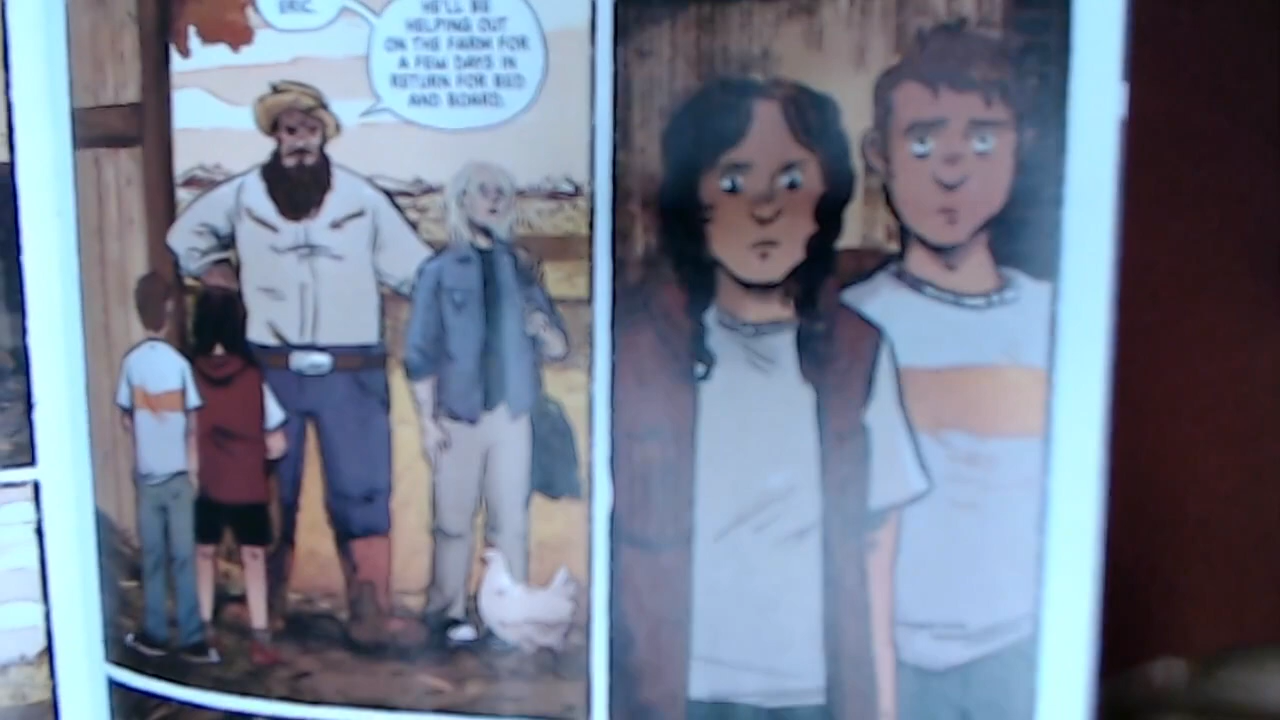 ERIC.
HE'LL BE
HELPING OUT
ON THE FARM FOR
A FEW DAYS IN
RETURN FOR BED
AND BOARD.